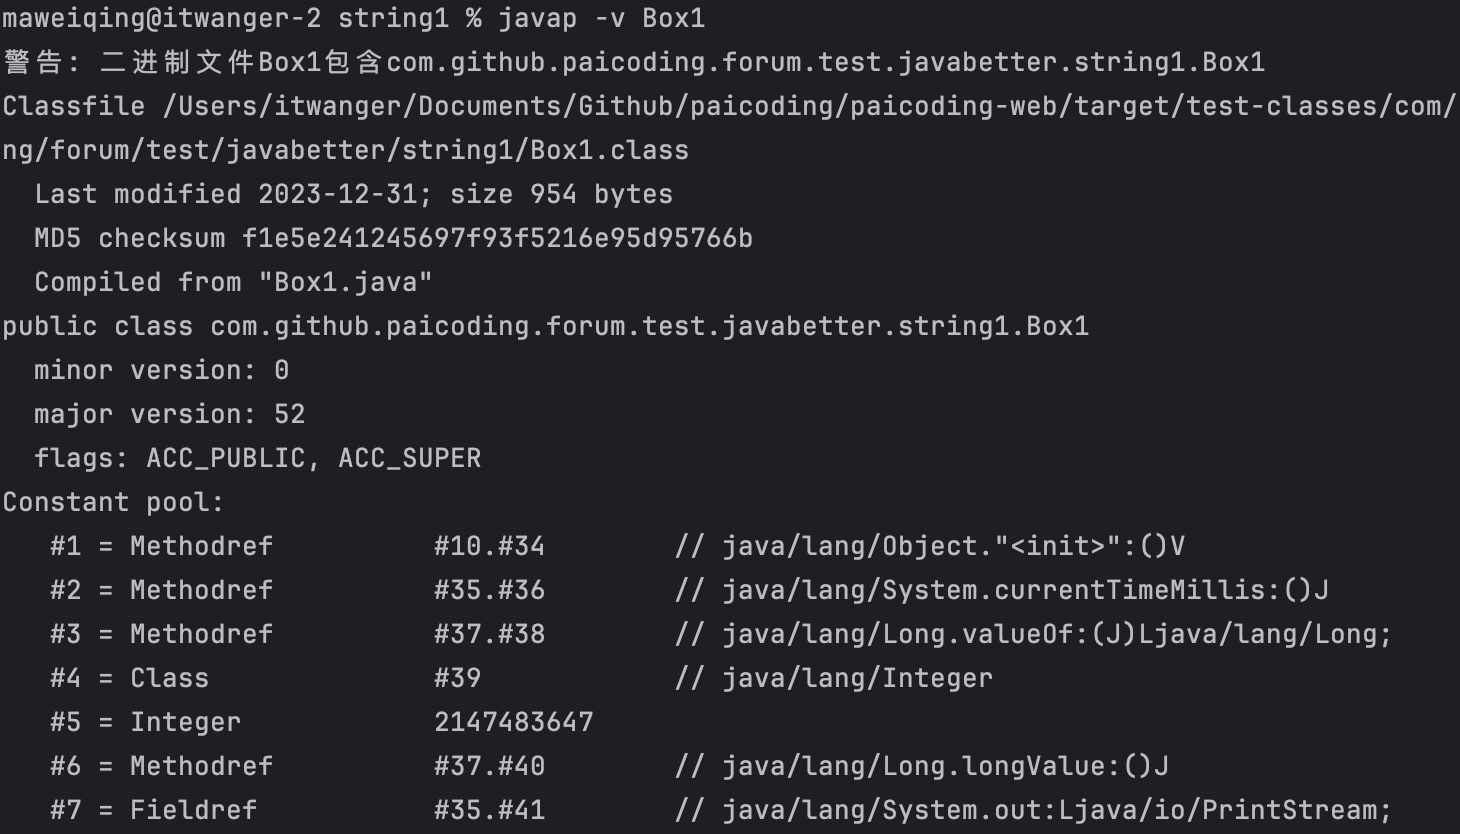 maweiqing@itwanger-2 string1 % javap -v Box1
警告: 二进制文件Box1包含com.github.paicoding.forum.test.javabetter.string1.Box1
Classfile /Users/itwanger/Documents/Github/paicoding/paicoding-web/target/test-classes/com/
ng/forum/test/javabetter/string1/Box1.class
  Last modified 2023-12-31; size 954 bytes
  MD5 checksum f1e5e241245697f93f5216e95d95766b
  Compiled from "Box1.java"
public class com.github.paicoding.forum.test.javabetter.string1.Box1
  minor version: 0
  major version: 52
  flags: ACC_PUBLIC, ACC_SUPER
Constant pool:
   #1 = Methodref          #10.#34        // java/lang/Object."<init>":()V
   #2 = Methodref          #35.#36        // java/lang/System.currentTimeMillis:()J
   #3 = Methodref          #37.#38        // java/lang/Long.valueOf:(J)Ljava/lang/Long;
   #4 = Class              #39            // java/lang/Integer
   #5 = Integer            2147483647
   #6 = Methodref          #37.#40        // java/lang/Long.longValue:()J
   #7 = Fieldref           #35.#41        // java/lang/System.out:Ljava/io/PrintStream;